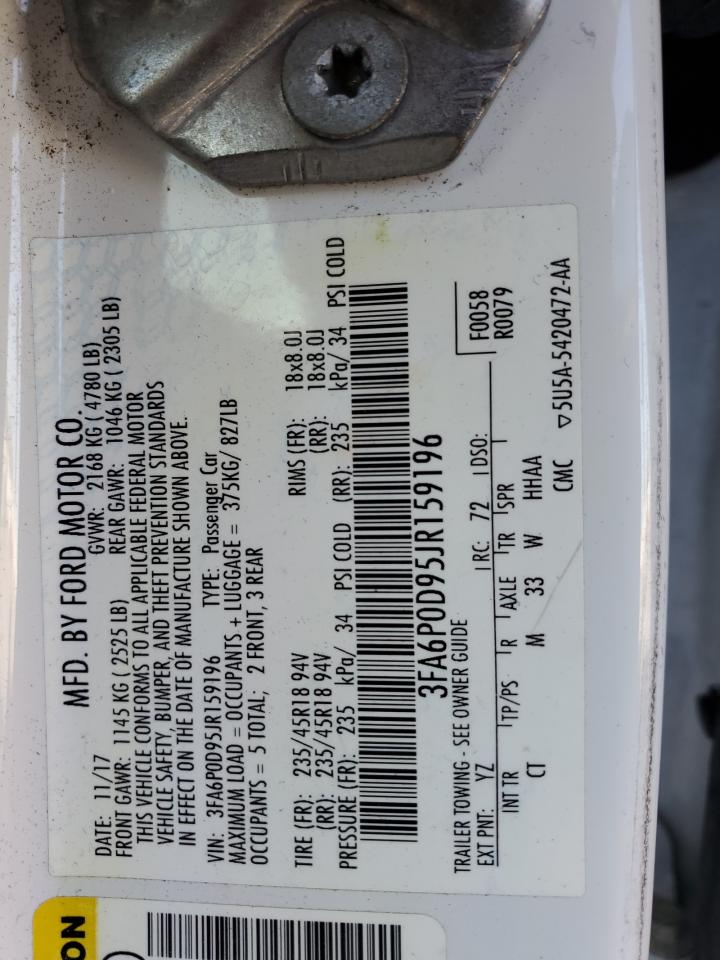 MFD. BY FORD MOTOR CO.
DATE: 11/17 GVWR: 2168 KG ( 4780 LB)
FRONT GAWR: 1145 KG ( 2525 LB) REAR GAWR: 1046 KG ( 2305 LB)
THIS VEHICLE CONFORMS TO ALL APPLICABLE FEDERAL MOTOR
VEHICLE SAFETY, BUMPER, AND THEFT PREVENTION STANDARDS
IN EFFECT ON THE DATE OF MANUFACTURE SHOWN ABOVE.
VIN: 3FA6P0D95JR159196 TYPE: Passenger Car
MAXIMUM LOAD = OCCUPANTS + LUGGAGE = 375KG/ 827LB
OCCUPANTS = 5 TOTAL; 2 FRONT, 3 REAR
TIRE (FR): 235/45R18 94V RIMS (FR): 18x8.0J
(RR): 235/45R18 94V (RR): 18x8.0J
PRESSURE (FR): 235 kPa/ 34 PSI COLD (RR): 235 kPa/ 34 PSI COLD
3FA6P0D95JR159196
F0058
R0079
TRAILER TOWING - SEE OWNER GUIDE
EXT PNT: YZ RC: 72 DSO:
INT TR TP/PS R AXLE TR SPR
CT M 33 W HHAA
CMC ▽5U5A-5420472-AA
ON